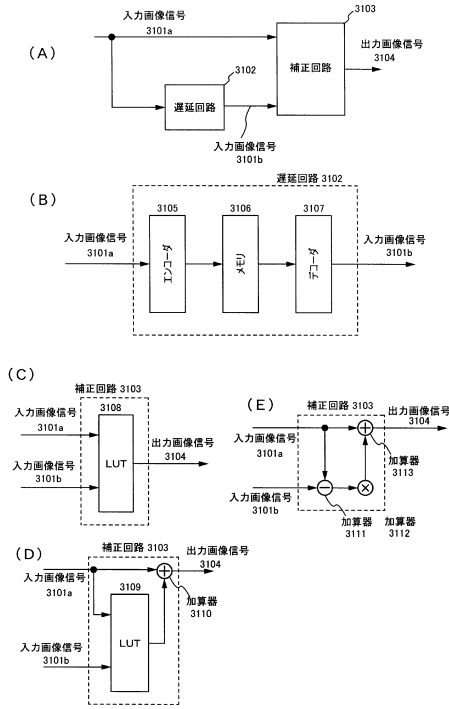 (A)
入力画像信号
3101a
3102
遅延回路
入力画像信号
3101b
3103
補正回路
出力画像信号
3104
(B)
遅延回路 3102
入力画像信号
3101a
3105
エンコーダ
3106
メモリ
3107
デコーダ
入力画像信号
3101b
(C)
補正回路 3103
3108
入力画像信号
3101a
LUT
出力画像信号
3104
入力画像信号
3101b
(E)
補正回路 3103
出力画像信号
3104
入力画像信号
3101a
加算器
3113
入力画像信号
3101b
加算器
3111
加算器
3112
(D)
補正回路 3103
出力画像信号
3104
入力画像信号
3101a
3109
加算器
3110
LUT
入力画像信号
3101b